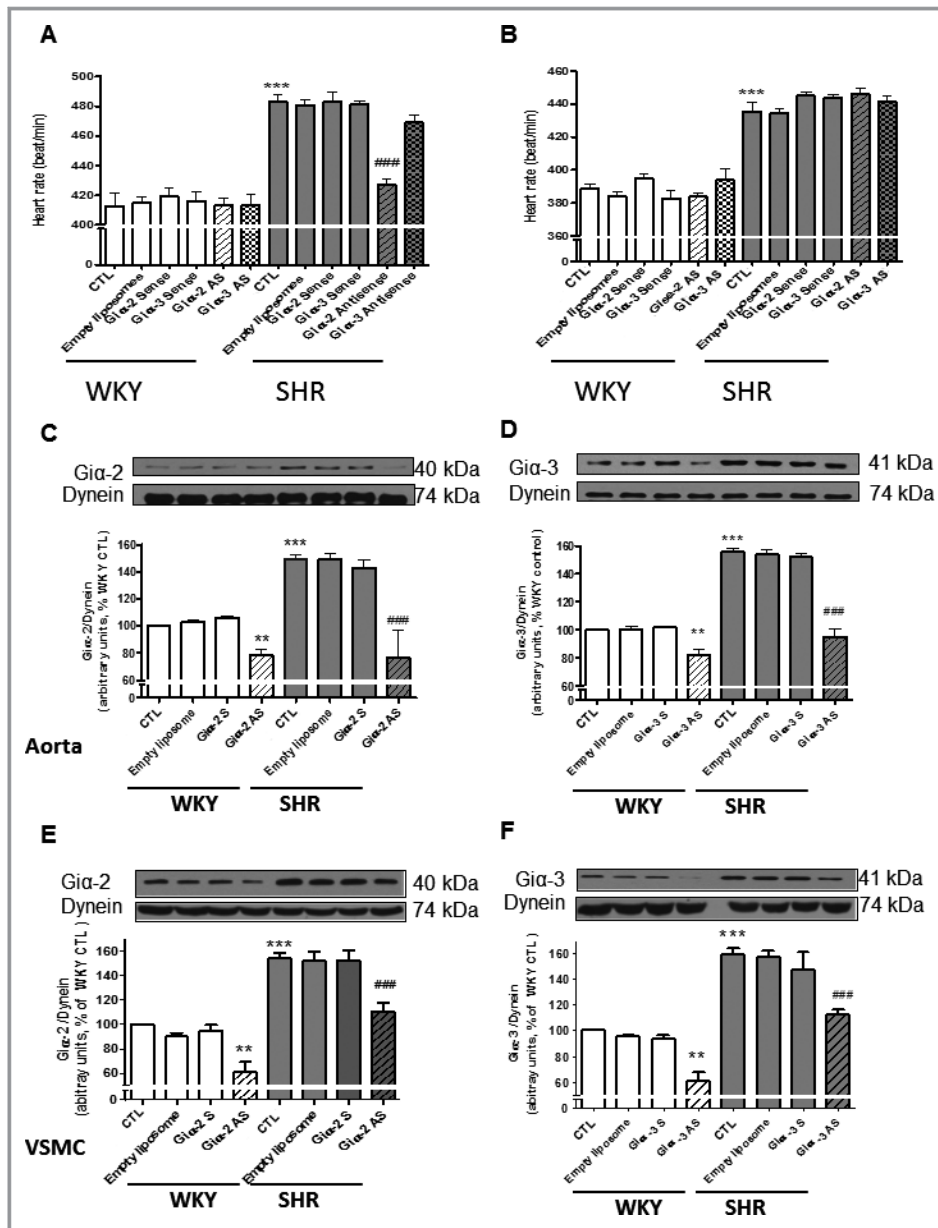 A
Heart rate (beat/min)
500
480
460
440
420
400
0
***
###
CTL
Empty liposomes
Giα-2 Sense
Giα-3 Sense
Giα-2 AS
Giα-3 AS
CTL
Empty liposomes
Giα-2 Sense
Giα-3 Sense
Giα-2 Antisense
Giα-3 Antisense
WKY
SHR
B
Heart rate (beat/min)
460
440
420
400
380
360
0
***
CTL
Empty liposomes
Giα-2 Sense
Giα-3 Sense
Gise-2 AS
Giα-3 AS
CTL
Empty liposomes
Giα-2 Sense
Giα-3 Sense
Giα-2 AS
Giα-3 AS
WKY
SHR
C
Giα-2
40 kDa
Dynein
74 kDa
Giα-2/Dynein
(arbitrary units, % WKY CTL)
160
140
120
100
80
60
0
**
***
###
CTL
Empty liposome
Giα-2 S
Giα-2 AS
CTL
Empty liposome
Giα-2 S
Giα-2 AS
Aorta
WKY
SHR
D
Giα-3
41 kDa
Dynein
74 kDa
Giα-3/Dynein
(arbitrary units, % WKY control)
160
140
120
100
80
60
0
**
***
###
CTL
Empty liposome
Giα-3 S
Giα-3 AS
CTL
Empty liposome
Giα-3 S
Giα-3 AS
WKY
SHR
E
Giα-2
40 kDa
Dynein
74 kDa
Giα-2 /Dynein
(abitray units, % of WKY CTL)
160
140
120
100
80
60
0
**
***
###
CTL
Empty liposome
Giα-2 S
Giα-2 AS
CTL
Empty liposome
Giα-2 S
Giα-2 AS
VSMC
WKY
SHR
F
Giα-3
41 kDa
Dynein
74 kDa
Giα-3 /Dynein
(abitrary units, % of WKY CTL)
160
140
120
100
80
60
0
**
***
###
CTL
Empty liposome
Giα-3 S
Giα-3 AS
CTL
Empty liposome
Giα-3 S
Giα-3 AS
WKY
SHR